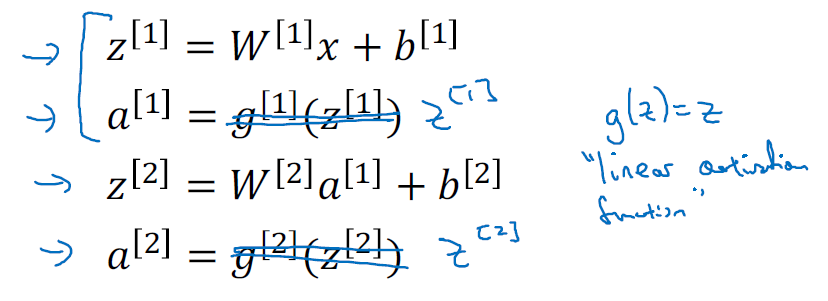 → z^[1] = W^[1]x + b^[1]
→ a^[1] = ~~g^[1](z^[1])~~ z^[1]
g(z) = z
→ z^[2] = W^[2]a^[1] + b^[2]
"linear activation
function"
→ a^[2] = ~~g^[2](z^[2])~~ z^[2]